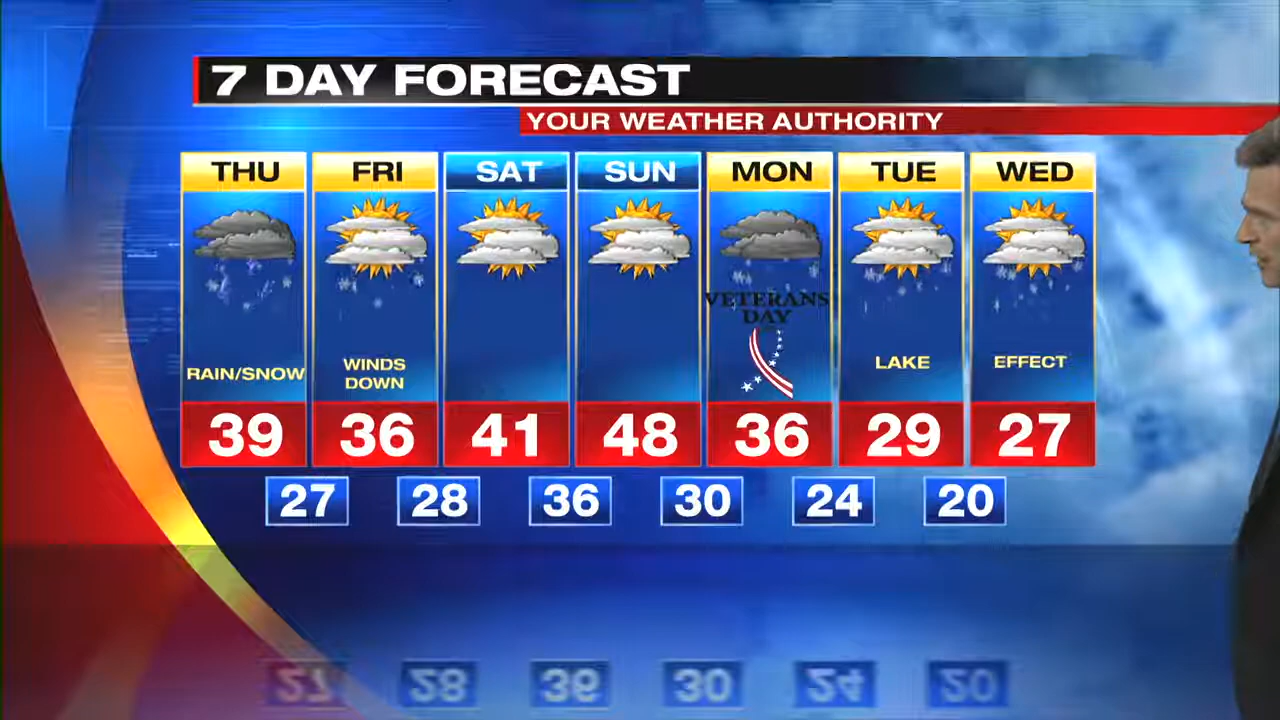 7 DAY FORECAST
YOUR WEATHER AUTHORITY
THU FRI SAT SUN MON TUE WED
VETERANS
DAY
RAIN/SNOW WINDS DOWN LAKE EFFECT
39 36 41 48 36 29 27
27 28 36 30 24 20